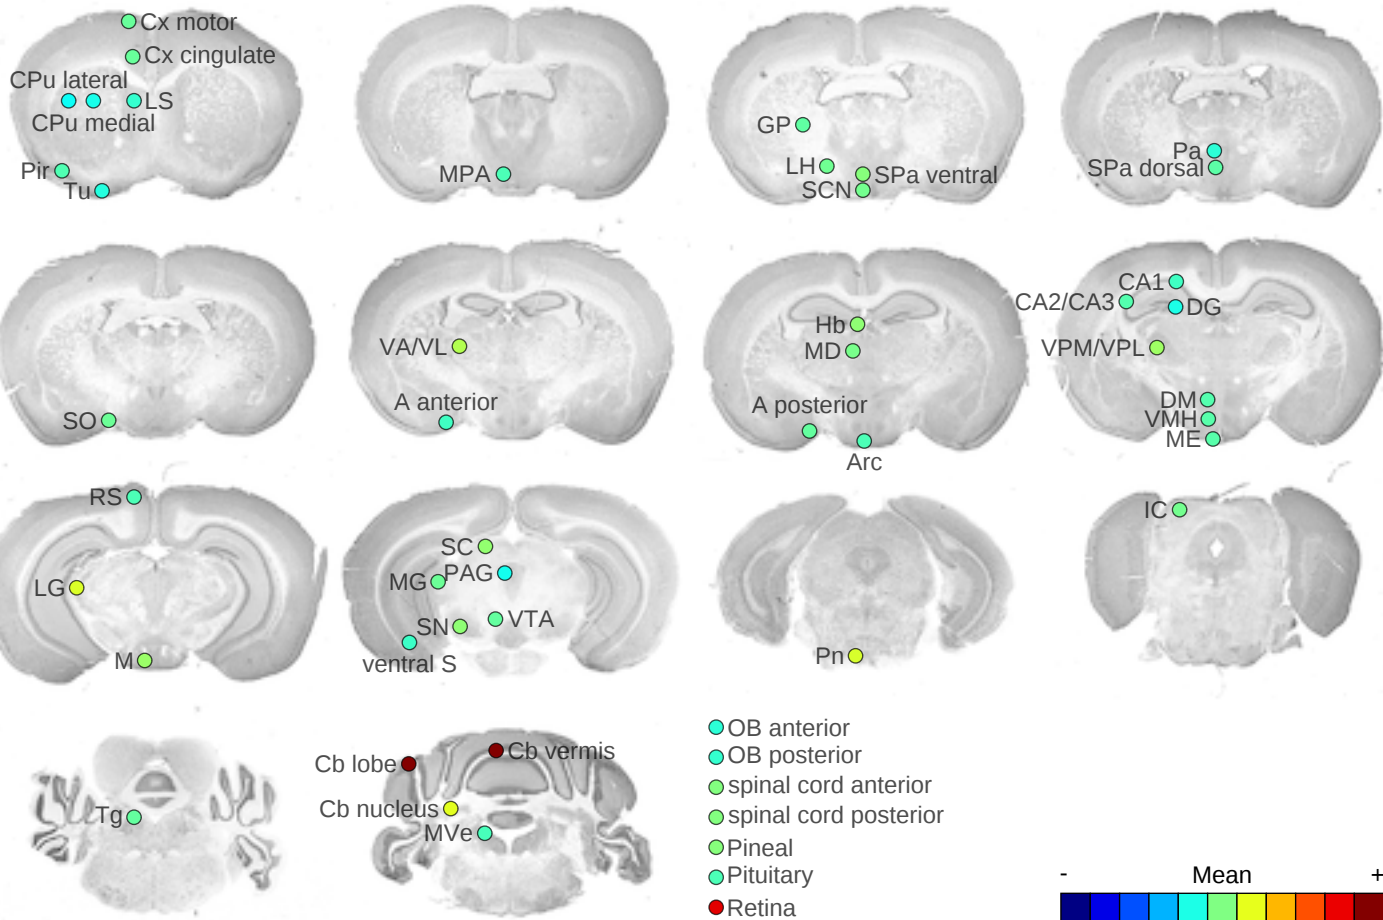 Cx motor
Cx cingulate
CPu lateral
LS
CPu medial
Pir
Tu
MPA
GP
LH
SPa ventral
SCN
Pa
SPa dorsal
SO
VA/VL
A anterior
Hb
MD
A posterior
Arc
CA1
CA2/CA3
DG
VPM/VPL
DM
VMH
ME
RS
LG
M
SC
PAG
MG
VTA
SN
ventral S
Pn
IC
Tg
Cb vermis
Cb lobe
Cb nucleus
MVe
OB anterior
OB posterior
spinal cord anterior
spinal cord posterior
Pineal
Pituitary
Retina
- Mean +